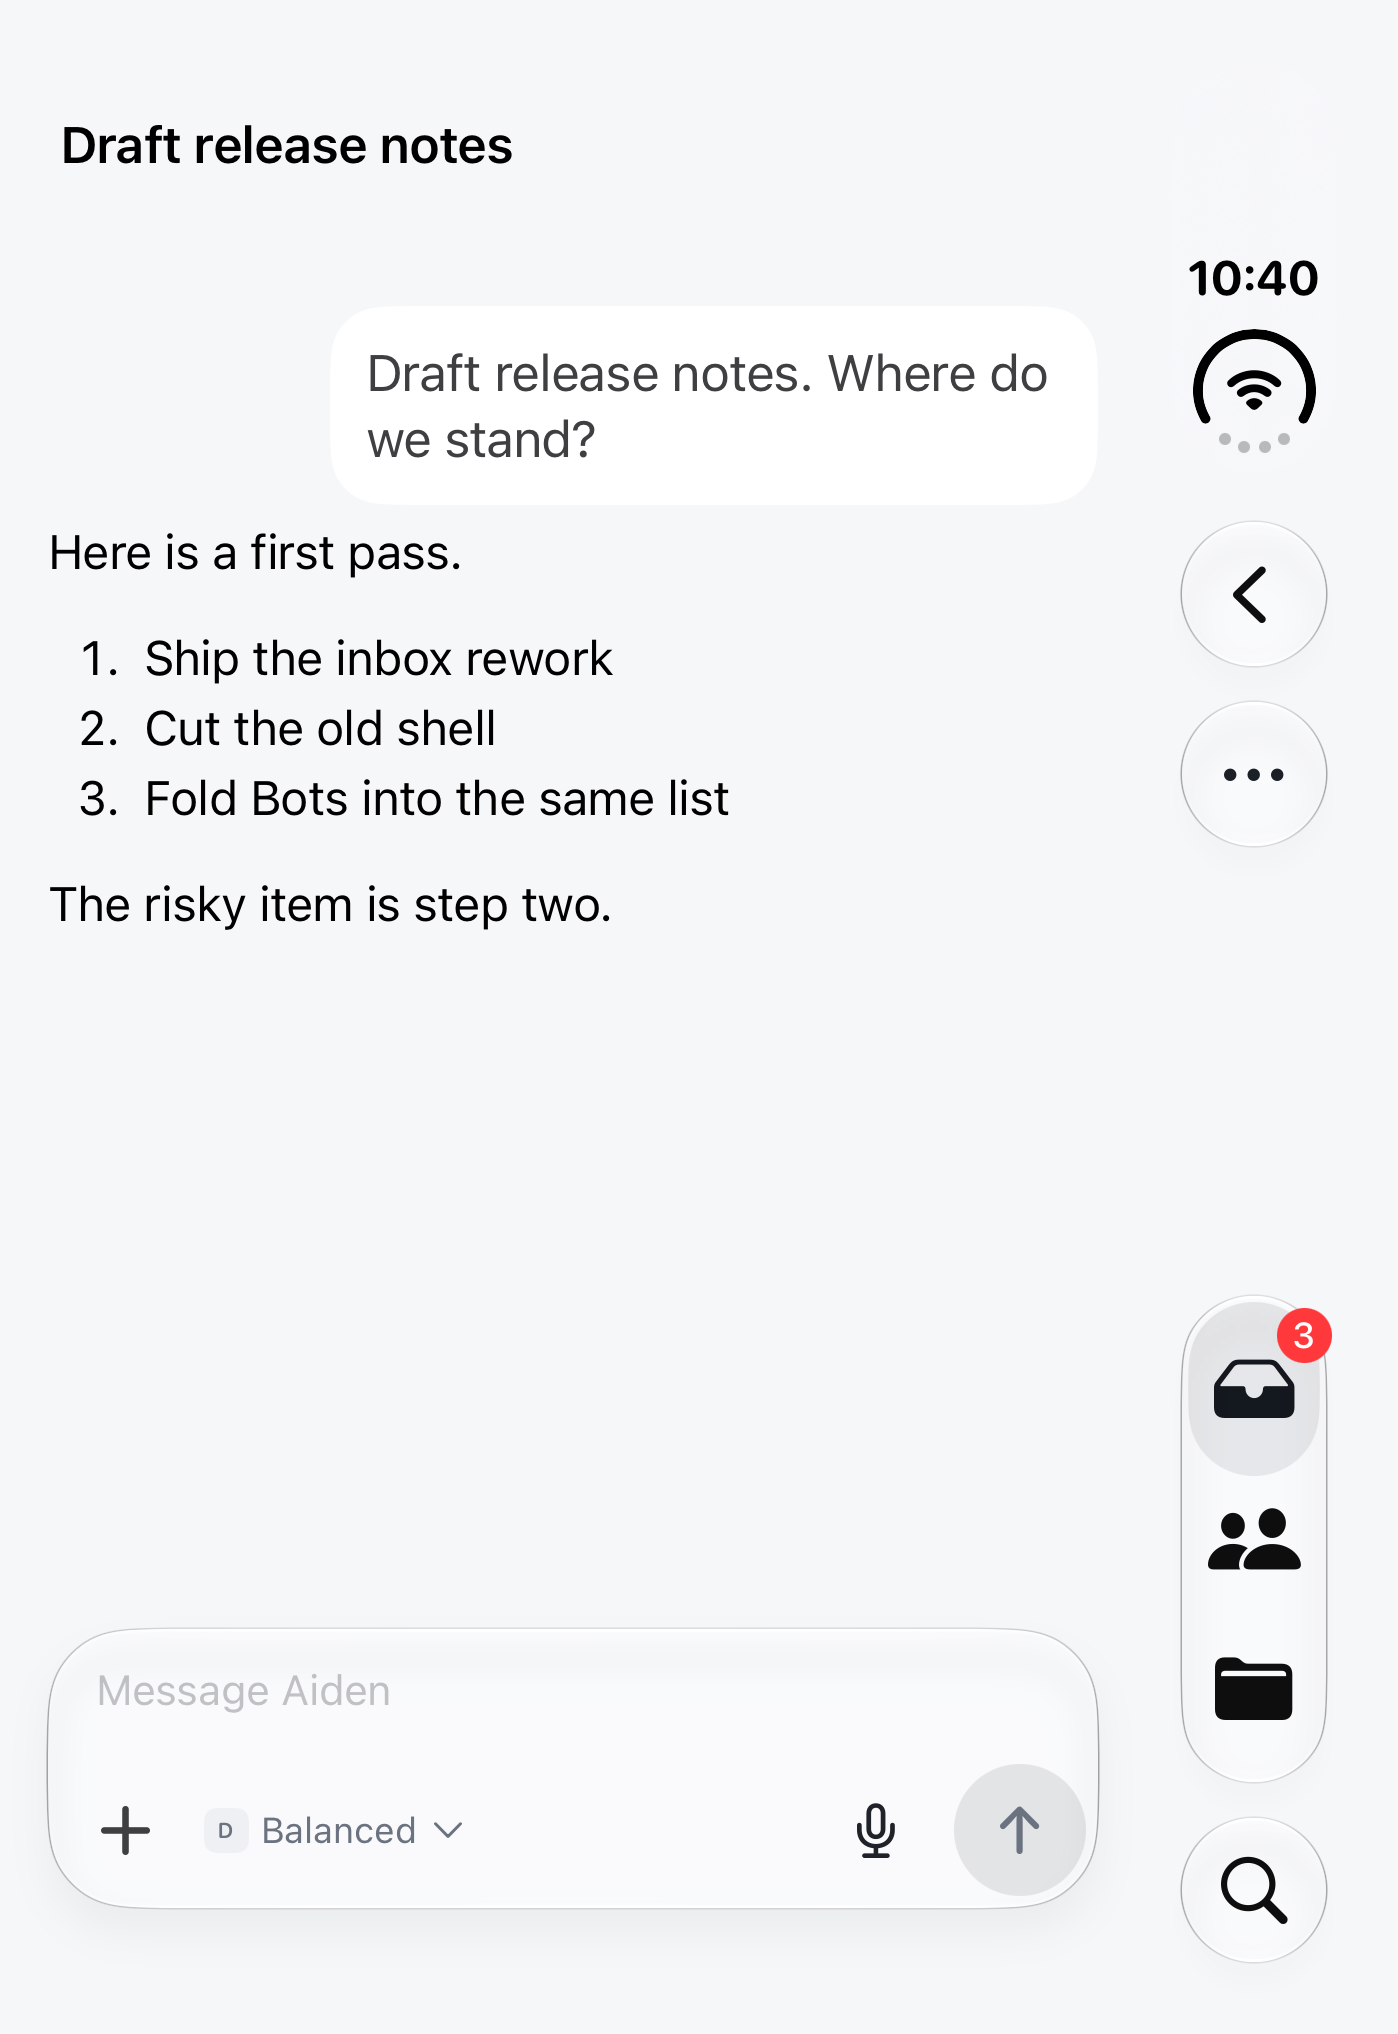 Draft release notes
10:40
Draft release notes. Where do
we stand?
Here is a first pass.
1. Ship the inbox rework
2. Cut the old shell
3. Fold Bots into the same list
The risky item is step two.
3
Message Aiden
D Balanced